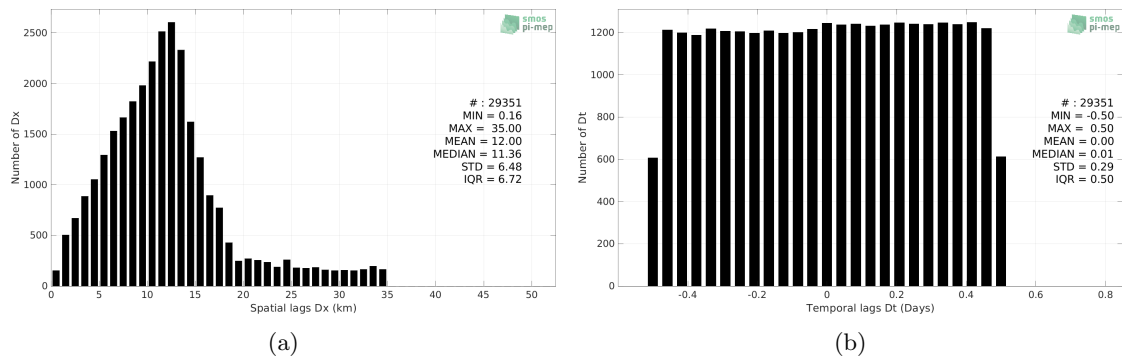 2500
2000
1500
1000
500
0
0
5
10
15
20
25
30
35
40
45
50
Number of Dx
Spatial lags Dx (km)
smos
pi-mep
# : 29351
MIN = 0.16
MAX = 35.00
MEAN = 12.00
MEDIAN = 11.36
STD = 6.48
IQR = 6.72
(a)
1200
1000
800
600
400
200
0
-0.4
-0.2
0
0.2
0.4
0.6
0.8
Number of Dt
Temporal lags Dt (Days)
smos
pi-mep
# : 29351
MIN = -0.50
MAX = 0.50
MEAN = 0.00
MEDIAN = 0.01
STD = 0.29
IQR = 0.50
(b)